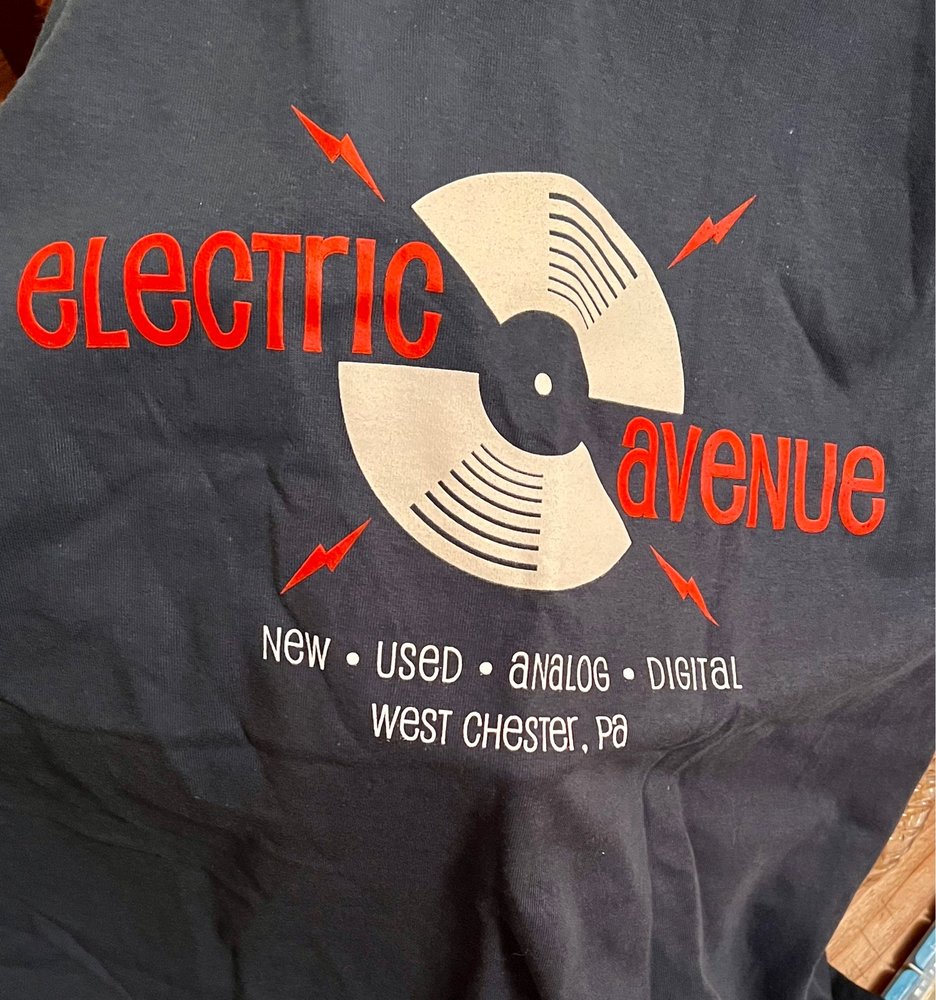 eLectric
avenue
New • Used • analog • Digital
West Chester, Pa